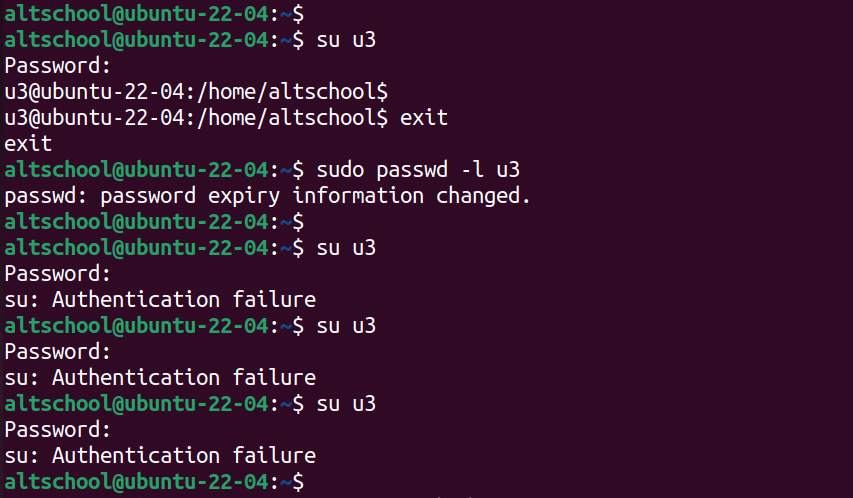 altschool@ubuntu-22-04:~$
altschool@ubuntu-22-04:~$ su u3
Password:
u3@ubuntu-22-04:/home/altschool$
u3@ubuntu-22-04:/home/altschool$ exit
exit
altschool@ubuntu-22-04:~$ sudo passwd -l u3
passwd: password expiry information changed.
altschool@ubuntu-22-04:~$
altschool@ubuntu-22-04:~$ su u3
Password:
su: Authentication failure
altschool@ubuntu-22-04:~$ su u3
Password:
su: Authentication failure
altschool@ubuntu-22-04:~$ su u3
Password:
su: Authentication failure
altschool@ubuntu-22-04:~$